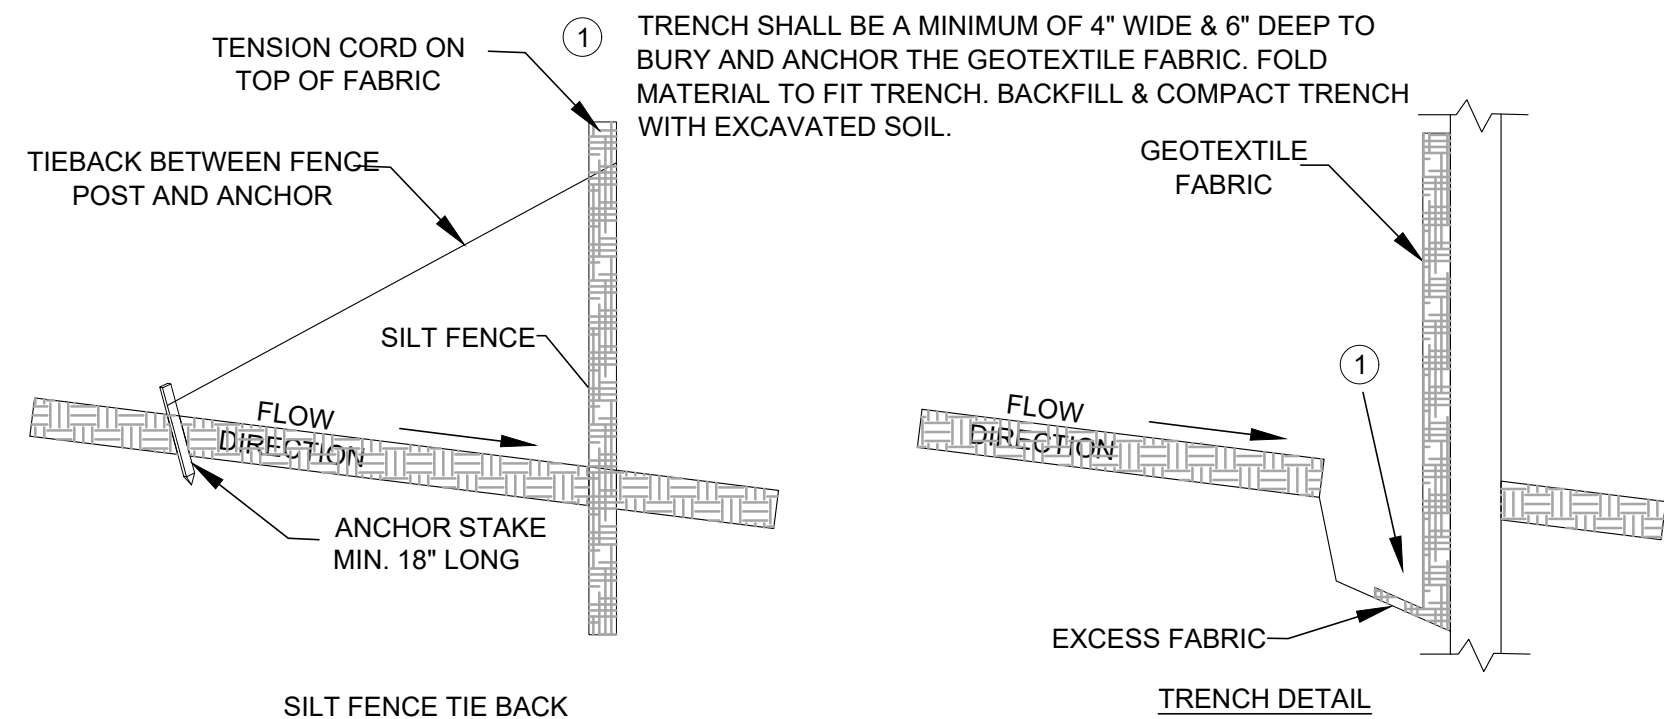 TENSION CORD ON
TOP OF FABRIC
1
TRENCH SHALL BE A MINIMUM OF 4" WIDE & 6" DEEP TO
BURY AND ANCHOR THE GEOTEXTILE FABRIC. FOLD
MATERIAL TO FIT TRENCH. BACKFILL & COMPACT TRENCH
WITH EXCAVATED SOIL.
TIEBACK BETWEEN FENCE
POST AND ANCHOR
SILT FENCE
FLOW
DIRECTION
ANCHOR STAKE
MIN. 18" LONG
SILT FENCE TIE BACK
GEOTEXTILE
FABRIC
1
FLOW
DIRECTION
EXCESS FABRIC
TRENCH DETAIL